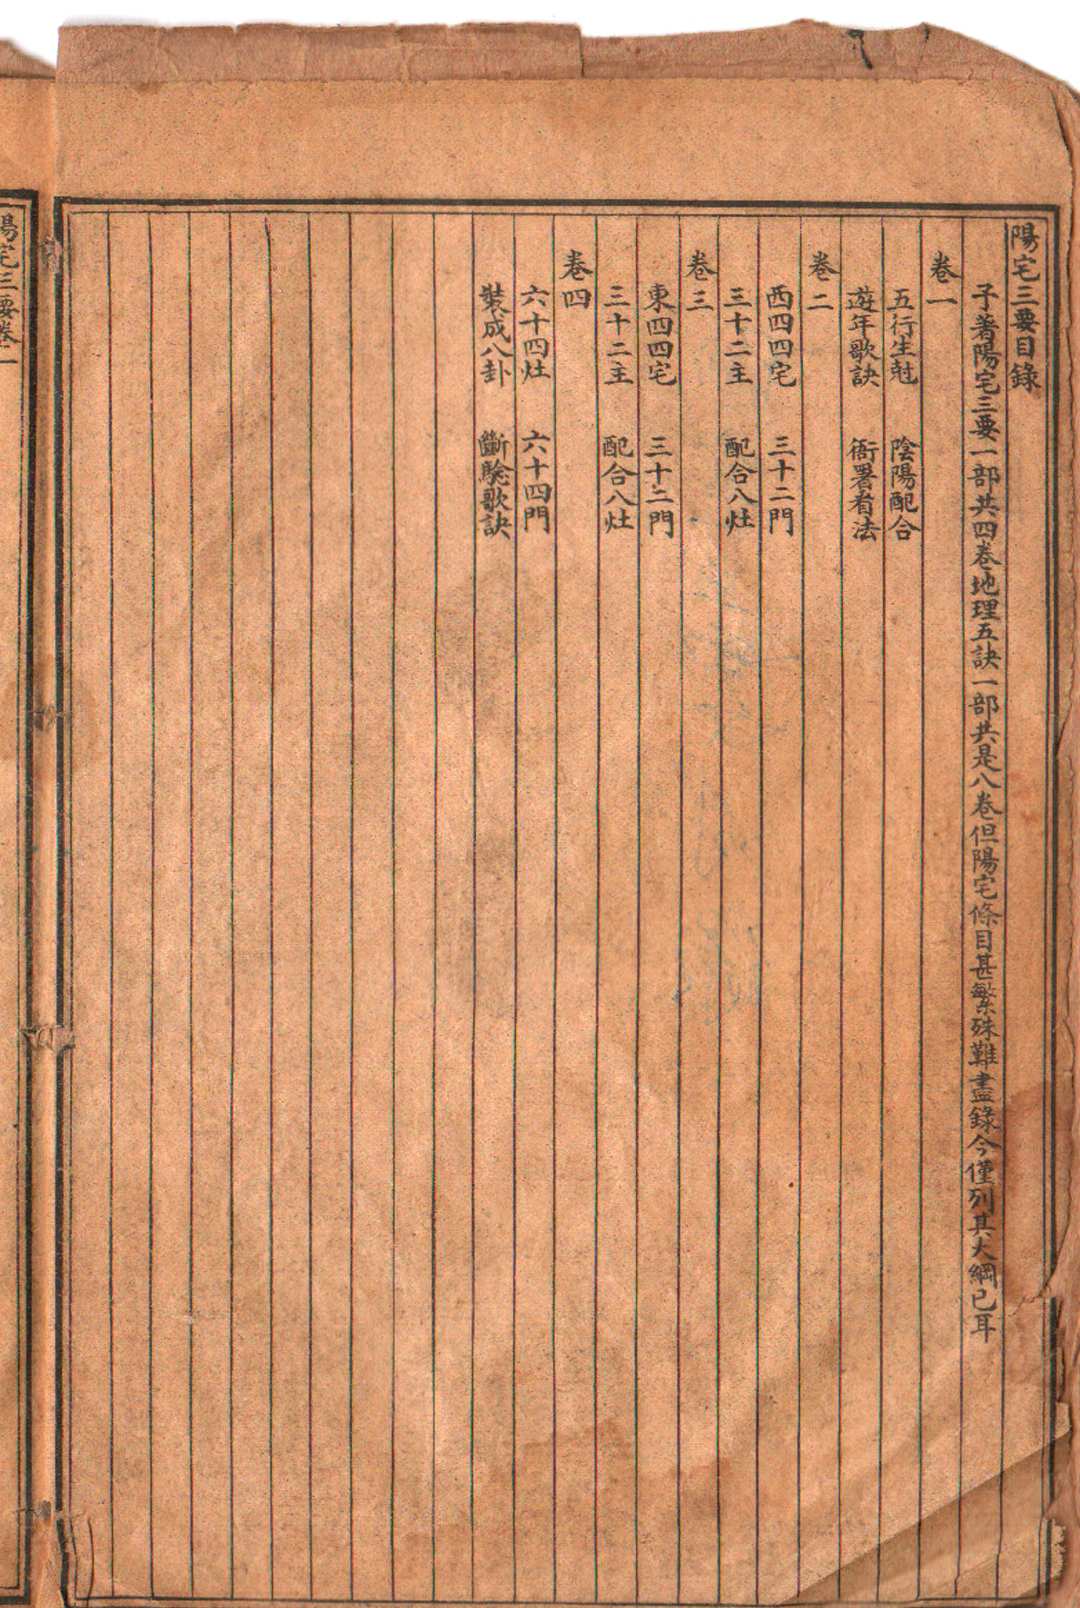 陽宅三要目錄
子著陽宅三要一部共四卷地理五訣一部共是八卷但陽宅條目甚繁殊難盡錄今僅列其大綱已耳
卷一
五行生尅 陰陽配合
遊年歌訣 衙署看法
卷二
西四四宅 三十二門
三十二主 配合八灶
卷三
東四四宅 三十二門
三十二主 配合八灶
卷四
六十四灶 六十四門
裝成八卦 斷驗歌訣
陽宅三要卷一